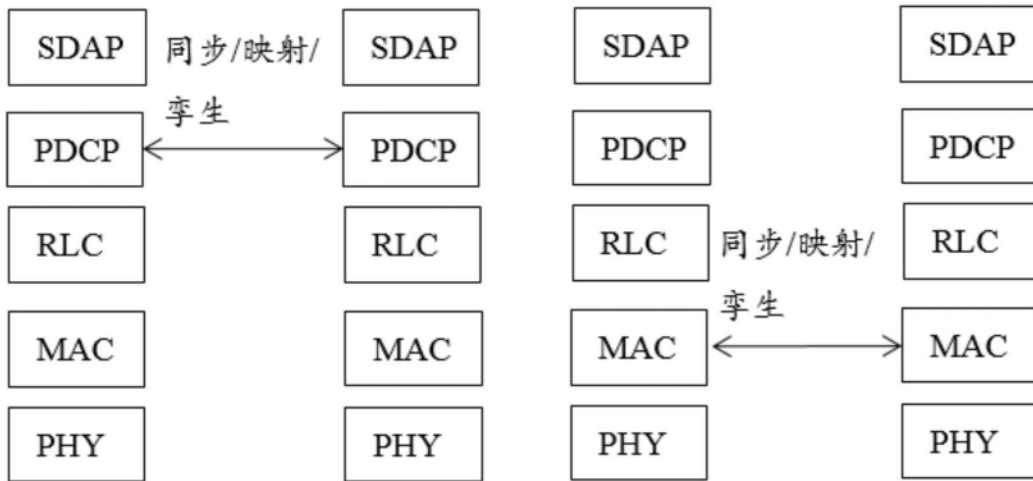 SDAP 同步/映射/ SDAP SDAP SDAP
孪生
PDCP PDCP PDCP PDCP
RLC RLC RLC 同步/映射/ RLC
孪生
MAC MAC MAC MAC
PHY PHY PHY PHY